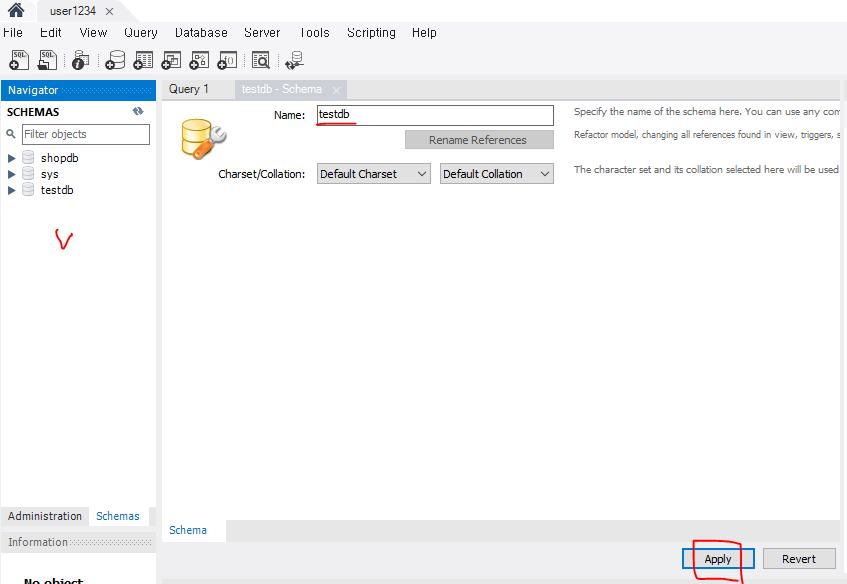 user1234
File Edit View Query Database Server Tools Scripting Help
Navigator
SCHEMAS
Filter objects
shopdb
sys
testdb
Administration Schemas
Information
No object
Query 1 testdb - Schema
Name: testdb Specify the name of the schema here. You can use any
Rename References Refactor model, changing all references found in view, triggers,
Charset/Collation: Default Charset Default Collation The character set and its collation selected here will be used
Schema
Apply Revert